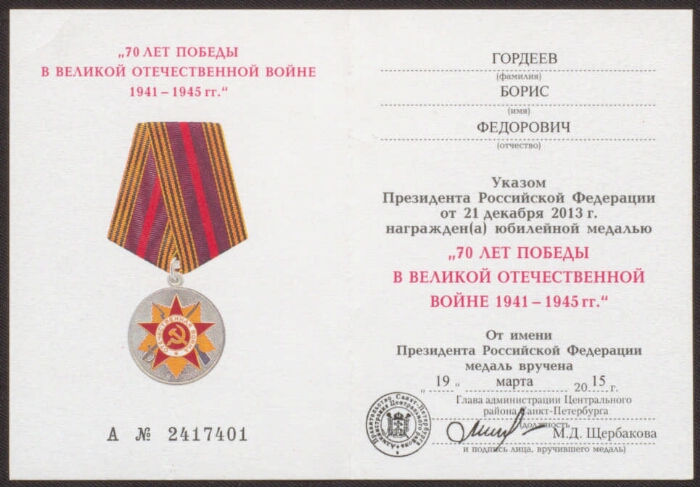 „70 ЛЕТ ПОБЕДЫ
В ВЕЛИКОЙ ОТЕЧЕСТВЕННОЙ ВОЙНЕ
1941 – 1945 гг.“
ОТЕЧЕСТВЕННАЯ ВОЙНА
А № 2417401
ГОРДЕЕВ
(фамилия)
БОРИС
(имя)
ФЕДОРОВИЧ
(отчество)
Указом
Президента Российской Федерации
от 21 декабря 2013 г.
награжден(а) юбилейной медалью
„70 ЛЕТ ПОБЕДЫ
В ВЕЛИКОЙ ОТЕЧЕСТВЕННОЙ
ВОЙНЕ 1941 – 1945 гг.“
От имени
Президента Российской Федерации
медаль вручена
„ 19 “ марта 20 15 г.
Глава администрации Центрального
района Санкт-Петербурга
(должность
М.Д. Щербакова
и подпись лица, вручившего медаль)